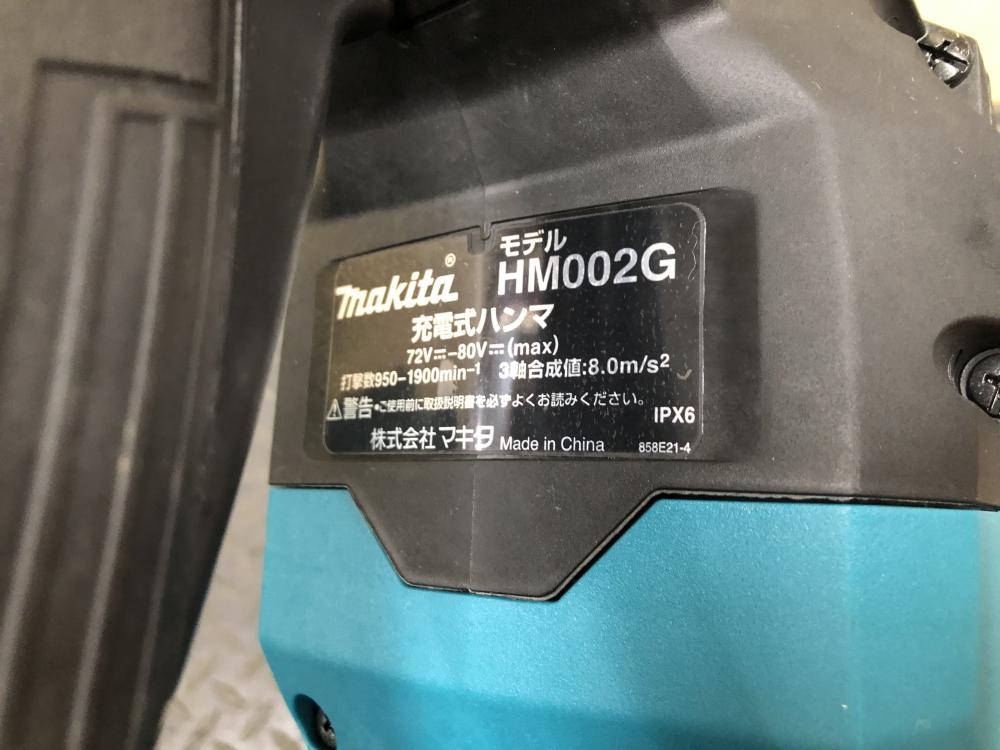 makita® モデル
HM002G
充電式ハンマ
72V⎓-80V⎓(max)
打撃数950-1900min-1 3軸合成値:8.0m/s2
⚠警告・ご使用前に取扱説明書を必ずよくお読みください。
IPX6
株式会社マキタ Made in China 858E21-4